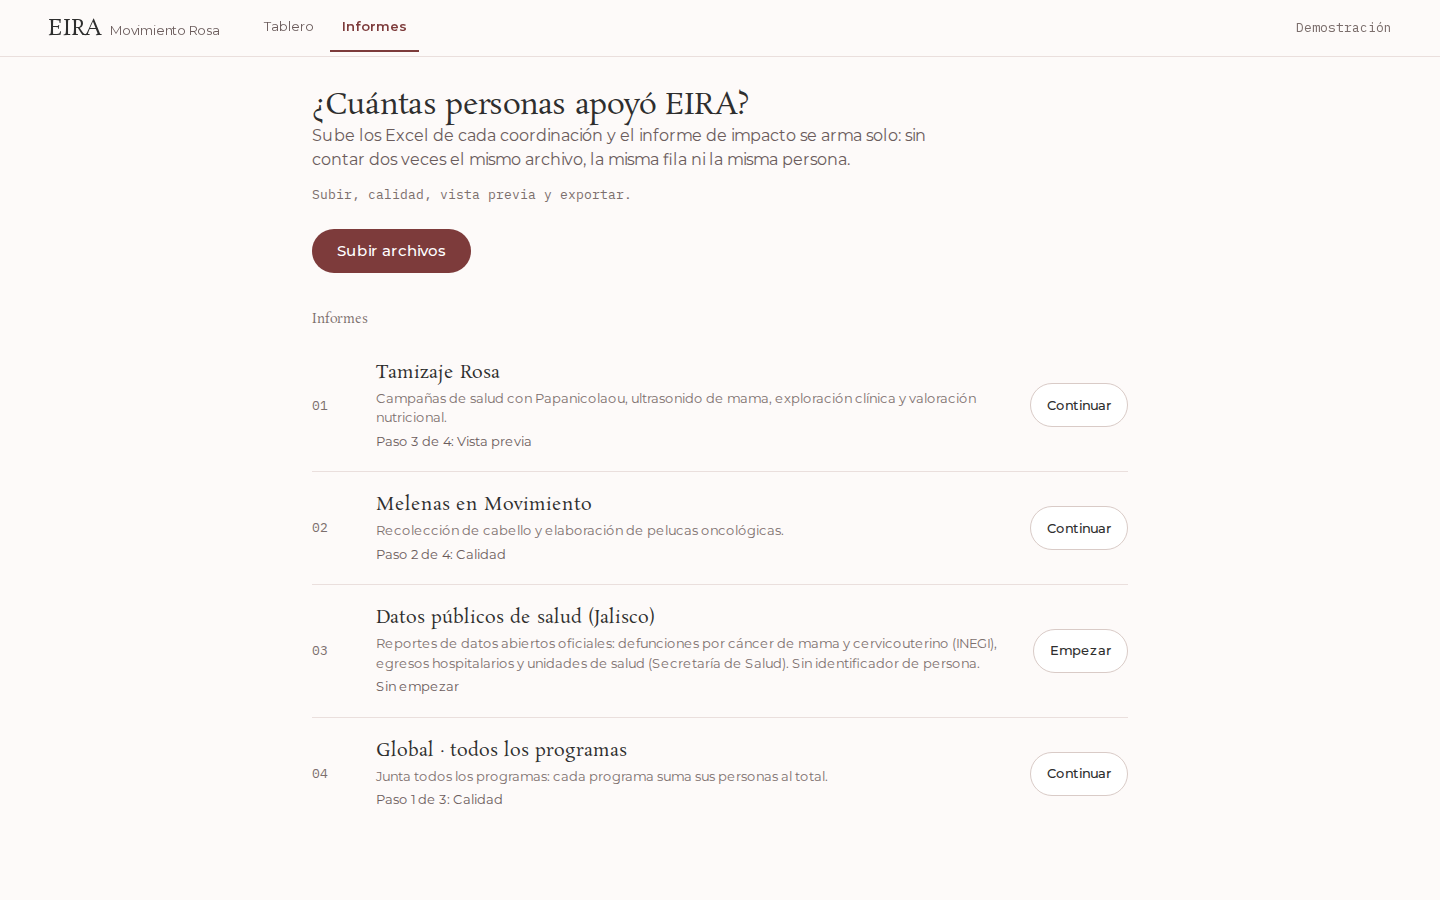 EIRA Movimiento Rosa
Tablero
Informes
Demostración
¿Cuántas personas apoyó EIRA?
Sube los Excel de cada coordinación y el informe de impacto se arma solo: sin
contar dos veces el mismo archivo, la misma fila ni la misma persona.
Subir, calidad, vista previa y exportar.
Subir archivos
Informes
01
Tamizaje Rosa
Campañas de salud con Papanicolaou, ultrasonido de mama, exploración clínica y valoración
nutricional.
Paso 3 de 4: Vista previa
Continuar
02
Melenas en Movimiento
Recolección de cabello y elaboración de pelucas oncológicas.
Paso 2 de 4: Calidad
Continuar
03
Datos públicos de salud (Jalisco)
Reportes de datos abiertos oficiales: defunciones por cáncer de mama y cervicouterino (INEGI),
egresos hospitalarios y unidades de salud (Secretaría de Salud). Sin identificador de persona.
Sin empezar
Empezar
04
Global · todos los programas
Junta todos los programas: cada programa suma sus personas al total.
Paso 1 de 3: Calidad
Continuar